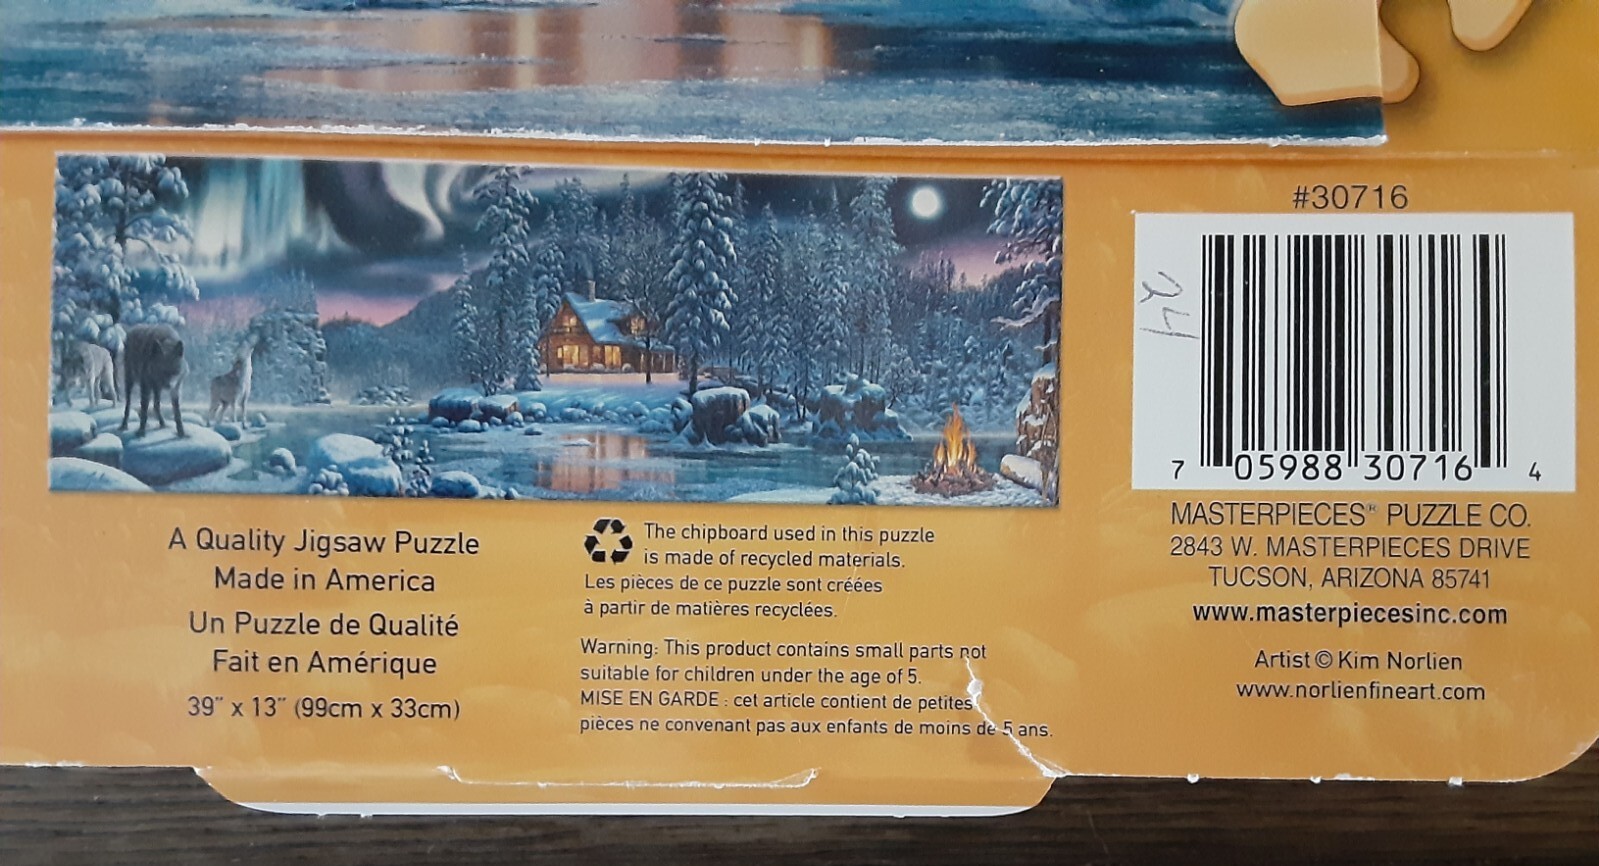 A Quality Jigsaw Puzzle
Made in America
Un Puzzle de Qualité
Fait en Amérique
39" x 13" (99cm x 33cm)
The chipboard used in this puzzle
is made of recycled materials.
Les pièces de ce puzzle sont créées
à partir de matières recyclées.
Warning: This product contains small parts not
suitable for children under the age of 5.
MISE EN GARDE : cet article contient de petites
pièces ne convenant pas aux enfants de moins de 5 ans.
#30716
7 05988 30716 4
MASTERPIECES® PUZZLE CO.
2843 W. MASTERPIECES DRIVE
TUCSON, ARIZONA 85741
www.masterpiecesinc.com
Artist © Kim Norlien
www.norlienfineart.com